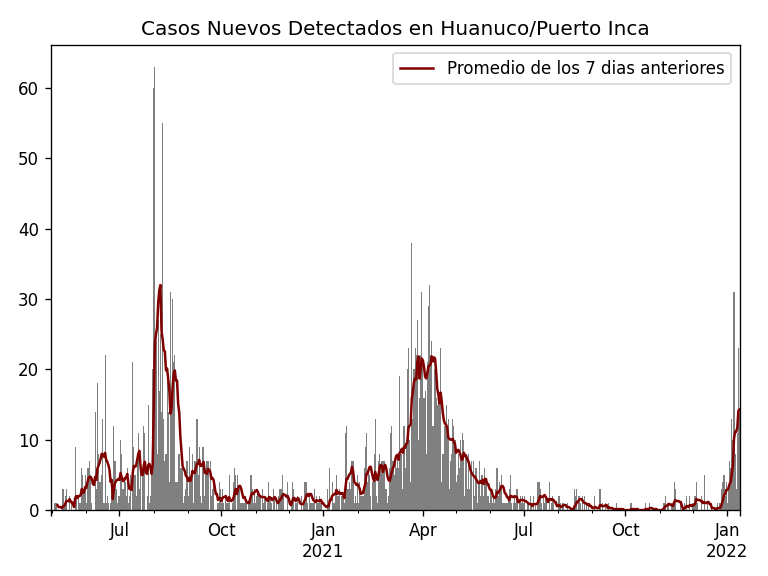 Casos Nuevos Detectados en Huanuco/Puerto Inca
Promedio de los 7 dias anteriores
60
50
40
30
20
10
0
Jul
Oct
Jan
2021
Apr
Jul
Oct
Jan
2022